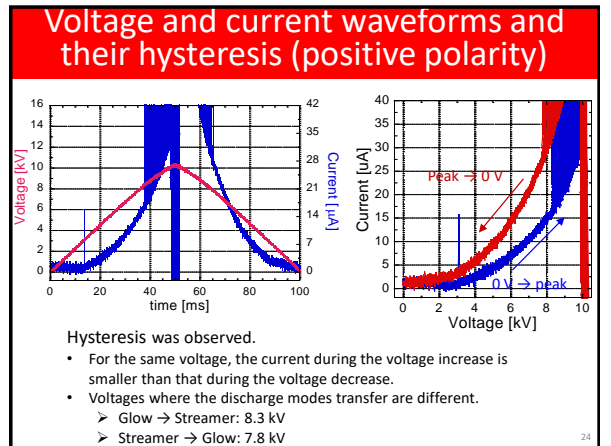 Voltage and current waveforms and
their hysteresis (positive polarity)
16
14
12
10
8
6
4
2
0
Voltage [kV]
42
35
28
21
14
7
0
Current [µA]
0 20 40 60 80 100
time [ms]
40
35
30
25
20
15
10
5
0
Current [uA]
Peak → 0 V
0 V → peak
0 2 4 6 8 10
Voltage [kV]
Hysteresis was observed.
• For the same voltage, the current during the voltage increase is
smaller than that during the voltage decrease.
• Voltages where the discharge modes transfer are different.
➢ Glow → Streamer: 8.3 kV
➢ Streamer → Glow: 7.8 kV
24